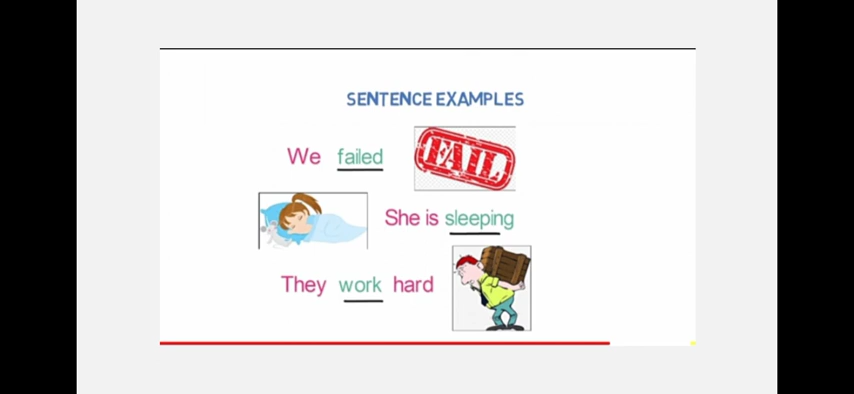 SENTENCE EXAMPLES
We failed
FAIL
She is sleeping
They work hard